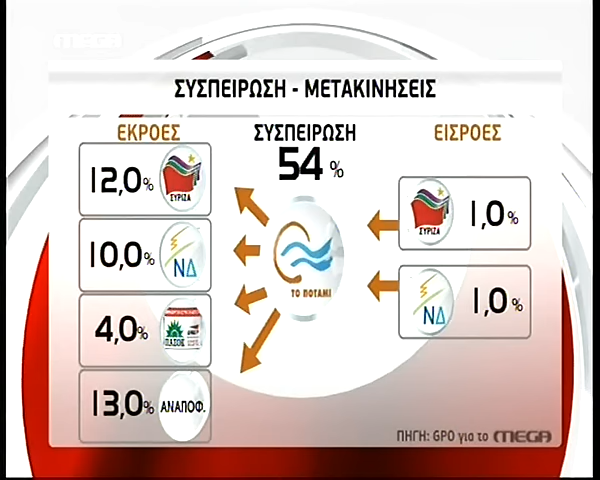 MEGA
ΣΥΣΠΕΙΡΩΣΗ - ΜΕΤΑΚΙΝΗΣΕΙΣ
ΕΚΡΟΕΣ
ΣΥΣΠΕΙΡΩΣΗ
ΕΙΣΡΟΕΣ
54 %
12,0%
ΣΥΡΙΖΑ
10,0%
ΝΔ
4,0%
ΠΑΣΟΚ
13,0%
ΑΝΑΠΟΦ.
ΤΟ ΠΟΤΑΜΙ
ΣΥΡΙΖΑ
1,0%
ΝΔ
1,0%
ΠΗΓΗ: GPO για το MEGA